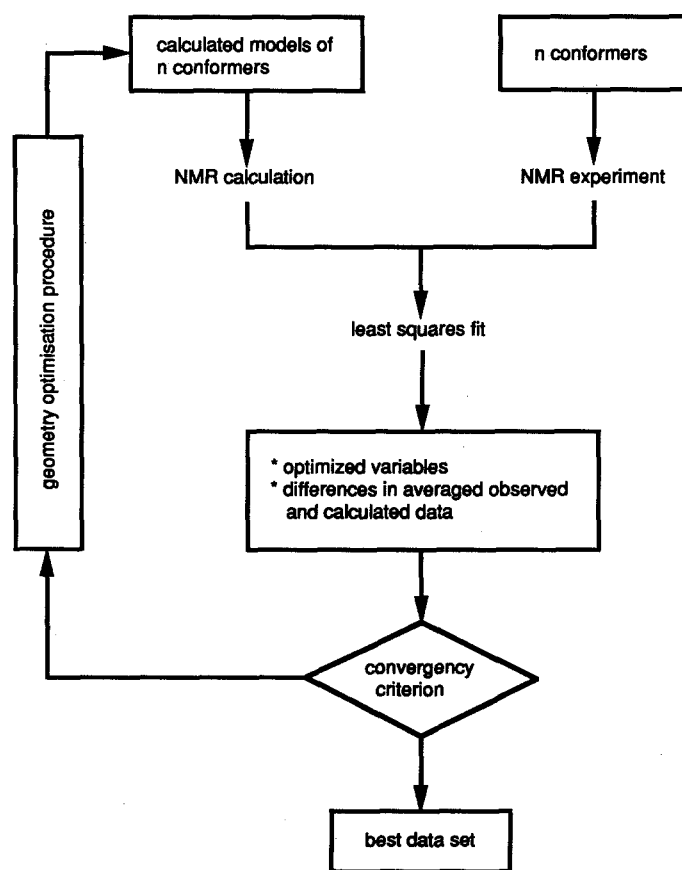 calculated models of
n conformers
n conformers
NMR calculation
NMR experiment
geometry optimisation procedure
least squares fit
* optimized variables
* differences in averaged observed
and calculated data
convergency
criterion
best data set